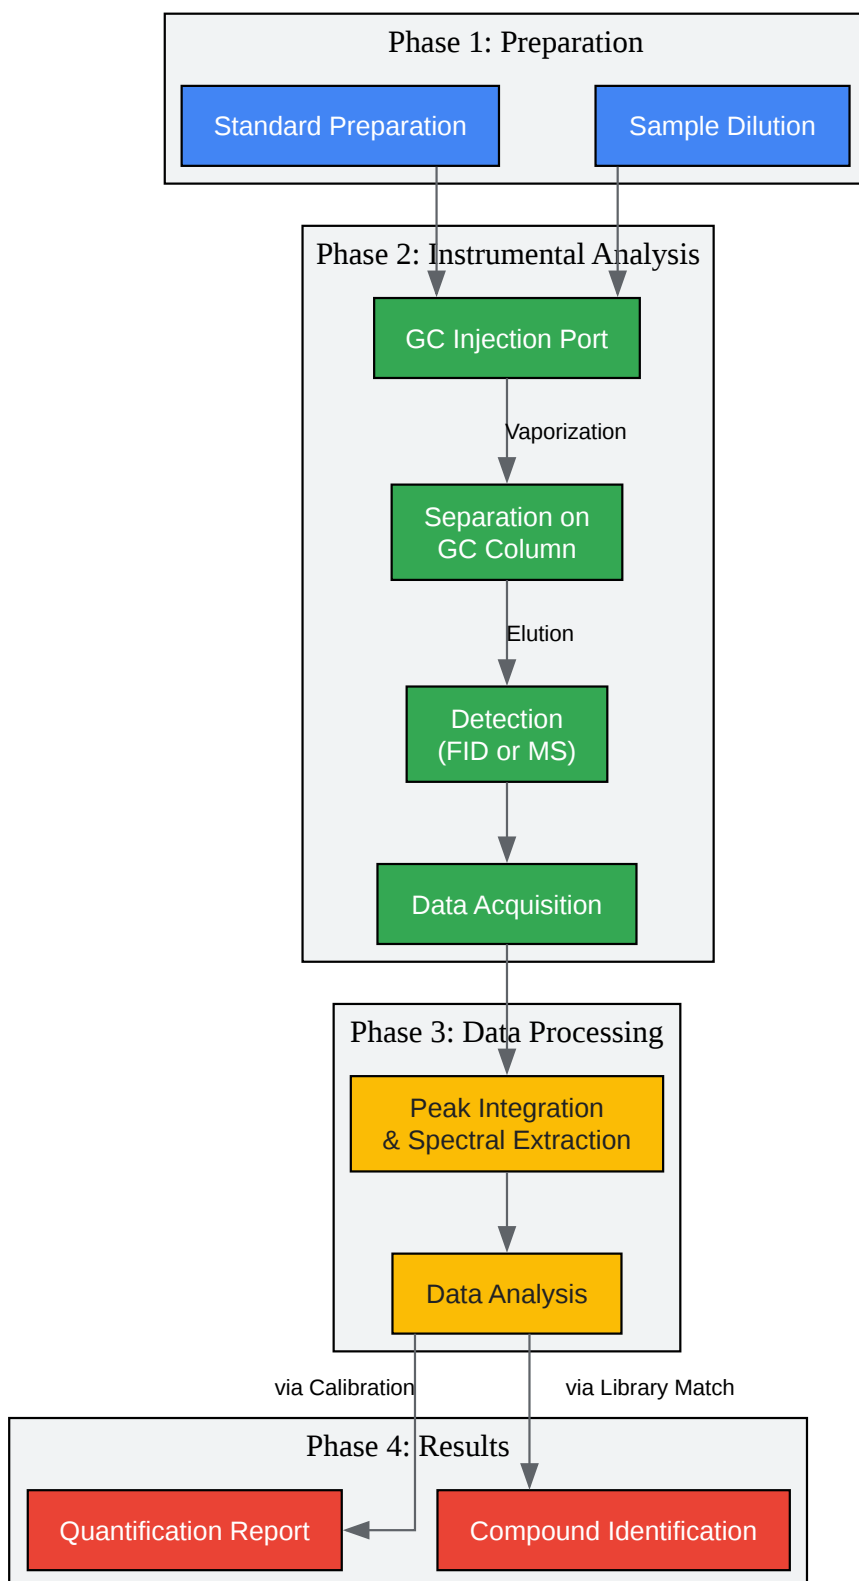 Phase 1: Preparation
Standard Preparation
Sample Dilution
Phase 2: Instrumental Analysis
GC Injection Port
Vaporization
Separation on
GC Column
Elution
Detection
(FID or MS)
Data Acquisition
Phase 3: Data Processing
Peak Integration
& Spectral Extraction
Data Analysis
via Calibration
via Library Match
Phase 4: Results
Quantification Report
Compound Identification